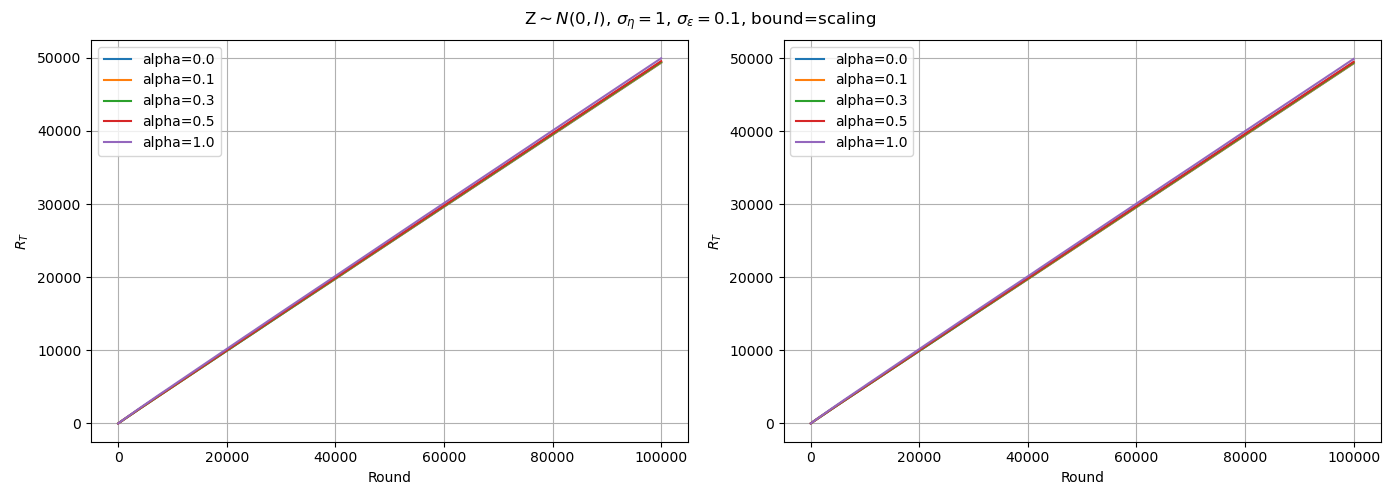 Z ∼ N(0, I), σ_η = 1, σ_ε = 0.1, bound=scaling
50000
40000
30000
20000
10000
0
R_T
alpha=0.0
alpha=0.1
alpha=0.3
alpha=0.5
alpha=1.0
0 20000 40000 60000 80000 100000
Round
50000
40000
30000
20000
10000
0
R_T
alpha=0.0
alpha=0.1
alpha=0.3
alpha=0.5
alpha=1.0
0 20000 40000 60000 80000 100000
Round